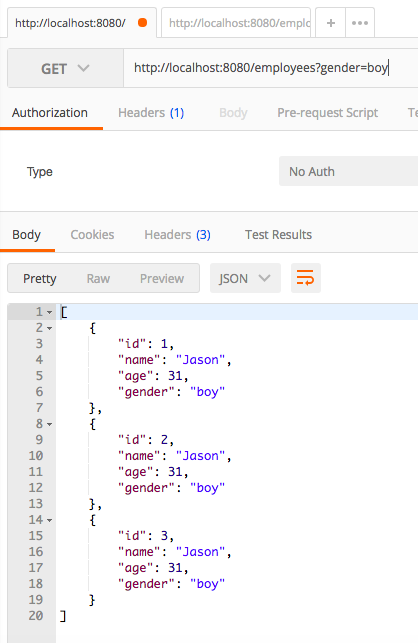 http://localhost:8080/ http://localhost:8080/emplo + •••
GET http://localhost:8080/employees?gender=boy
Authorization Headers (1) Body Pre-request Script Te
Type No Auth
Body Cookies Headers (3) Test Results
Pretty Raw Preview JSON
1 [
2 {
3 "id": 1,
4 "name": "Jason",
5 "age": 31,
6 "gender": "boy"
7 },
8 {
9 "id": 2,
10 "name": "Jason",
11 "age": 31,
12 "gender": "boy"
13 },
14 {
15 "id": 3,
16 "name": "Jason",
17 "age": 31,
18 "gender": "boy"
19 }
20 ]